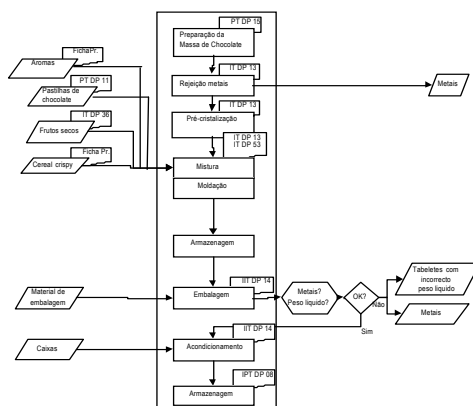 PT DP 15
Preparação da
Massa de Chocolate
FichaPr.
Aromas
IT DP 13
Rejeição metais
Metais
PT DP 11
Pastilhas de
chocolate
IT DP 13
Pré-cristalização
IT DP 36
Frutos secos
IT DP 13
IT DP 53
Ficha Pr.
Cereal crispy
Mistura
Moldação
Armazenagem
IIT DP 14
Material de
embalagem
Embalagem
Metais?
Peso líquido?
OK?
Não
Sim
Tabeletes com
incorrecto
peso líquido
Metais
IIT DP 14
Caixas
Acondicionamento
IPT DP 08
Armazenagem